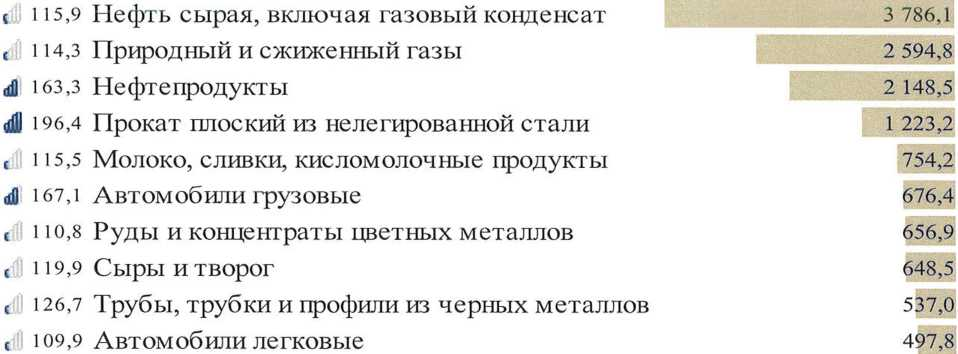 115,9 Нефть сырая, включая газовый конденсат 3 786,1
114,3 Природный и сжиженный газы 2 594,8
163,3 Нефтепродукты 2 148,5
196,4 Прокат плоский из нелегированной стали 1 223,2
115,5 Молоко, сливки, кисломолочные продукты 754,2
167,1 Автомобили грузовые 676,4
110,8 Руды и концентраты цветных металлов 656,9
119,9 Сыры и творог 648,5
126,7 Трубы, трубки и профили из черных металлов 537,0
109,9 Автомобили легковые 497,8